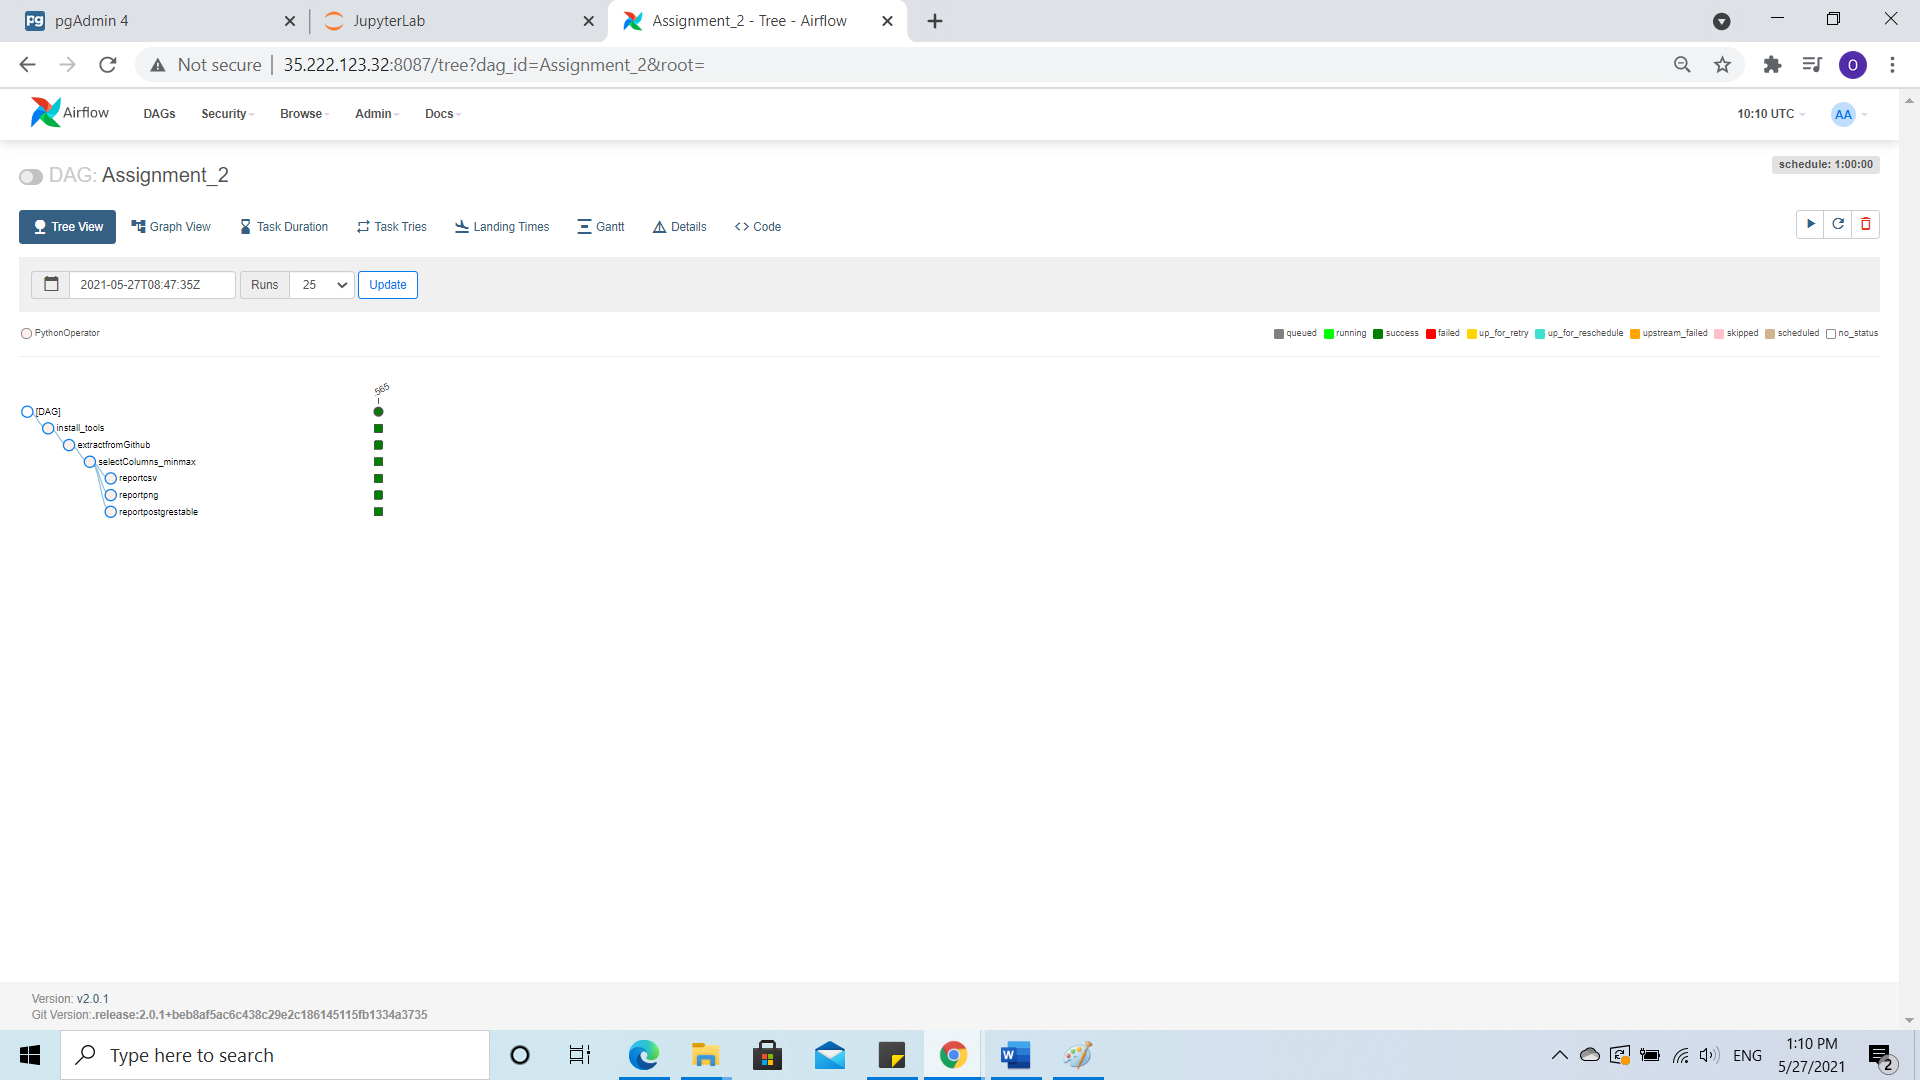 pgAdmin 4
JupyterLab
Assignment_2 - Tree - Airflow
Not secure
35.222.123.32:8087/tree?dag_id=Assignment_2&root=
O
Airflow
DAGs
Security
Browse
Admin
Docs
10:10 UTC
AA
DAG: Assignment_2
schedule: 1:00:00
Tree View
Graph View
Task Duration
Task Tries
Landing Times
Gantt
Details
Code
2021-05-27T08:47:35Z
Runs
25
Update
PythonOperator
queued
running
success
failed
up_for_retry
up_for_reschedule
upstream_failed
skipped
scheduled
no_status
.565
[DAG]
install_tools
extractfromGithub
selectColumns_minmax
reportcsv
reportpng
reportpostgrestable
Version: v2.0.1
Git Version:.release:2.0.1+beb8af5ac6c438c29e2c186145115fb1334a3735
Type here to search
ENG
1:10 PM
5/27/2021
2